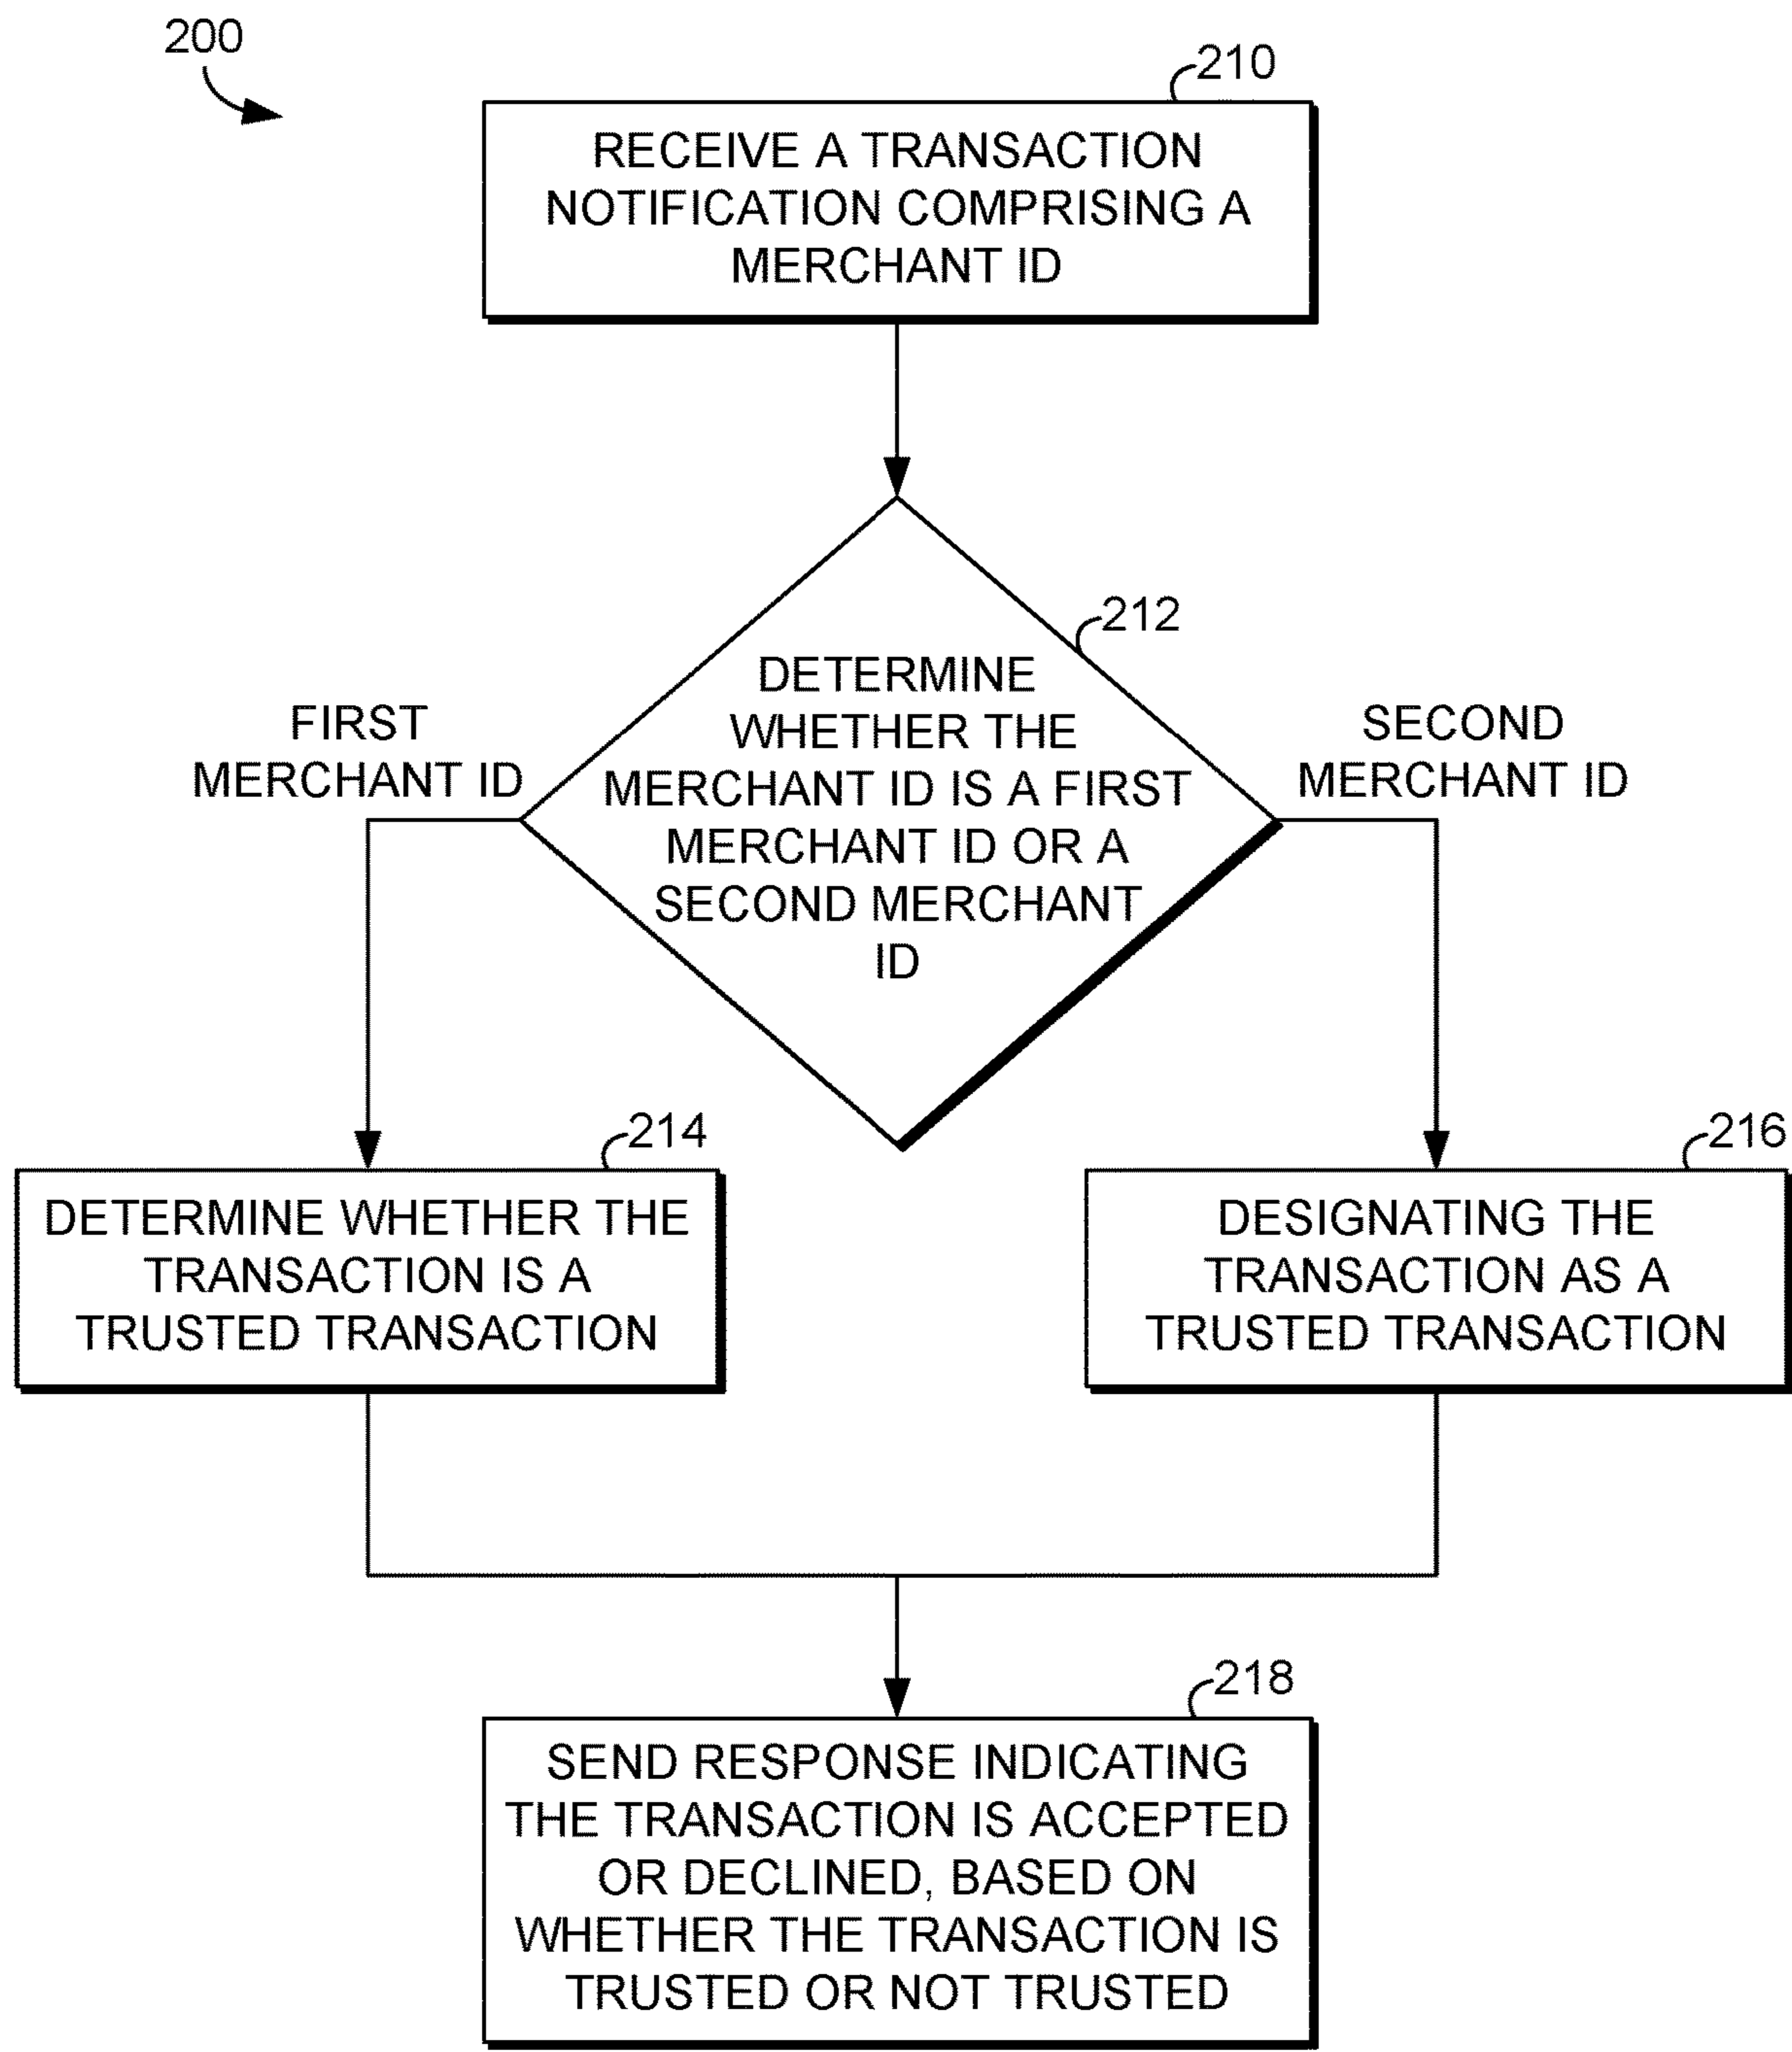 200
210
RECEIVE A TRANSACTION
NOTIFICATION COMPRISING A
MERCHANT ID
212
DETERMINE
WHETHER THE
MERCHANT ID IS A FIRST
MERCHANT ID OR A
SECOND MERCHANT
ID
FIRST
MERCHANT ID
SECOND
MERCHANT ID
214
DETERMINE WHETHER THE
TRANSACTION IS A
TRUSTED TRANSACTION
216
DESIGNATING THE
TRANSACTION AS A
TRUSTED TRANSACTION
218
SEND RESPONSE INDICATING
THE TRANSACTION IS ACCEPTED
OR DECLINED, BASED ON
WHETHER THE TRANSACTION IS
TRUSTED OR NOT TRUSTED